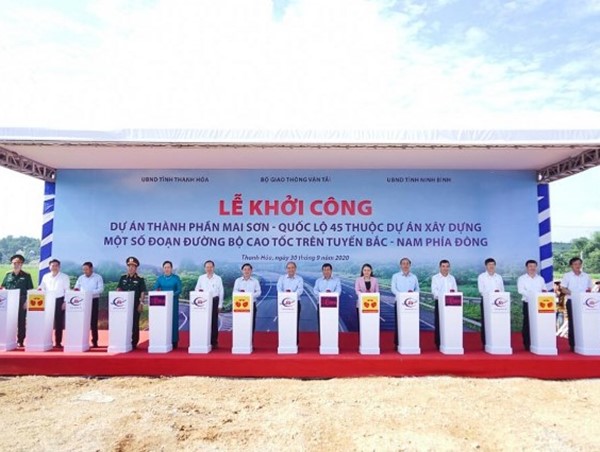 UBND TỈNH THANH HÓA BỘ GIAO THÔNG VẬN TẢI UBND TỈNH NINH BÌNH
LỄ KHỞI CÔNG
DỰ ÁN THÀNH PHẦN MAI SƠN - QUỐC LỘ 45 THUỘC DỰ ÁN XÂY DỰNG
MỘT SỐ ĐOẠN ĐƯỜNG BỘ CAO TỐC TRÊN TUYẾN BẮC - NAM PHÍA ĐÔNG
Thanh Hóa, ngày 30 tháng 9 năm 2020